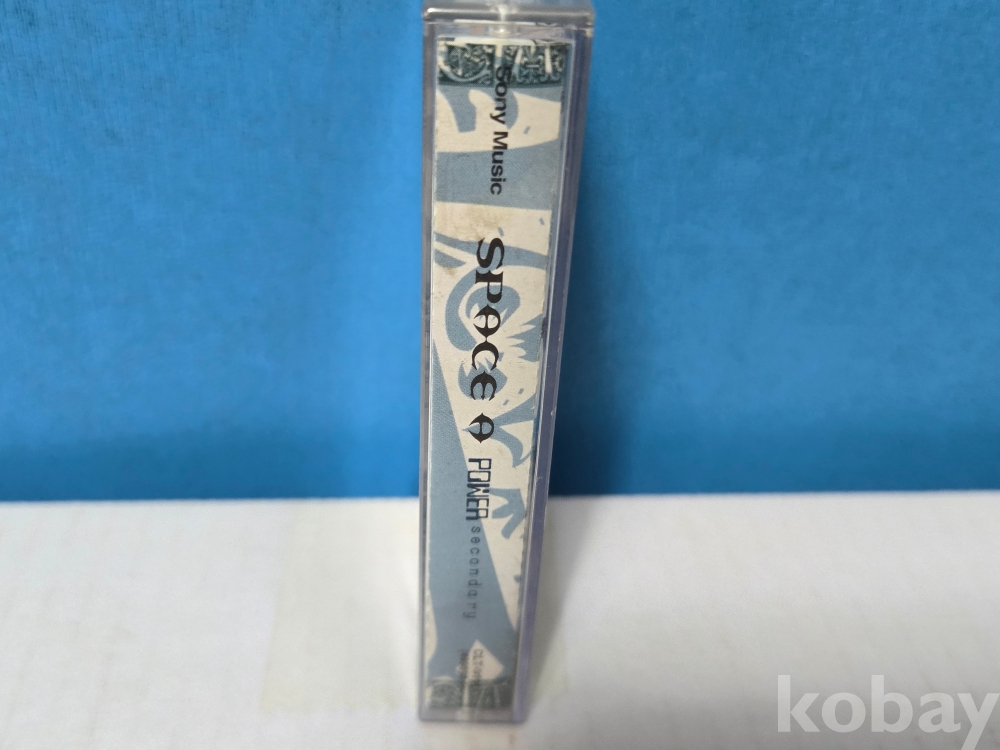 Sony Music
SPACE A
POWER secondary
kobay